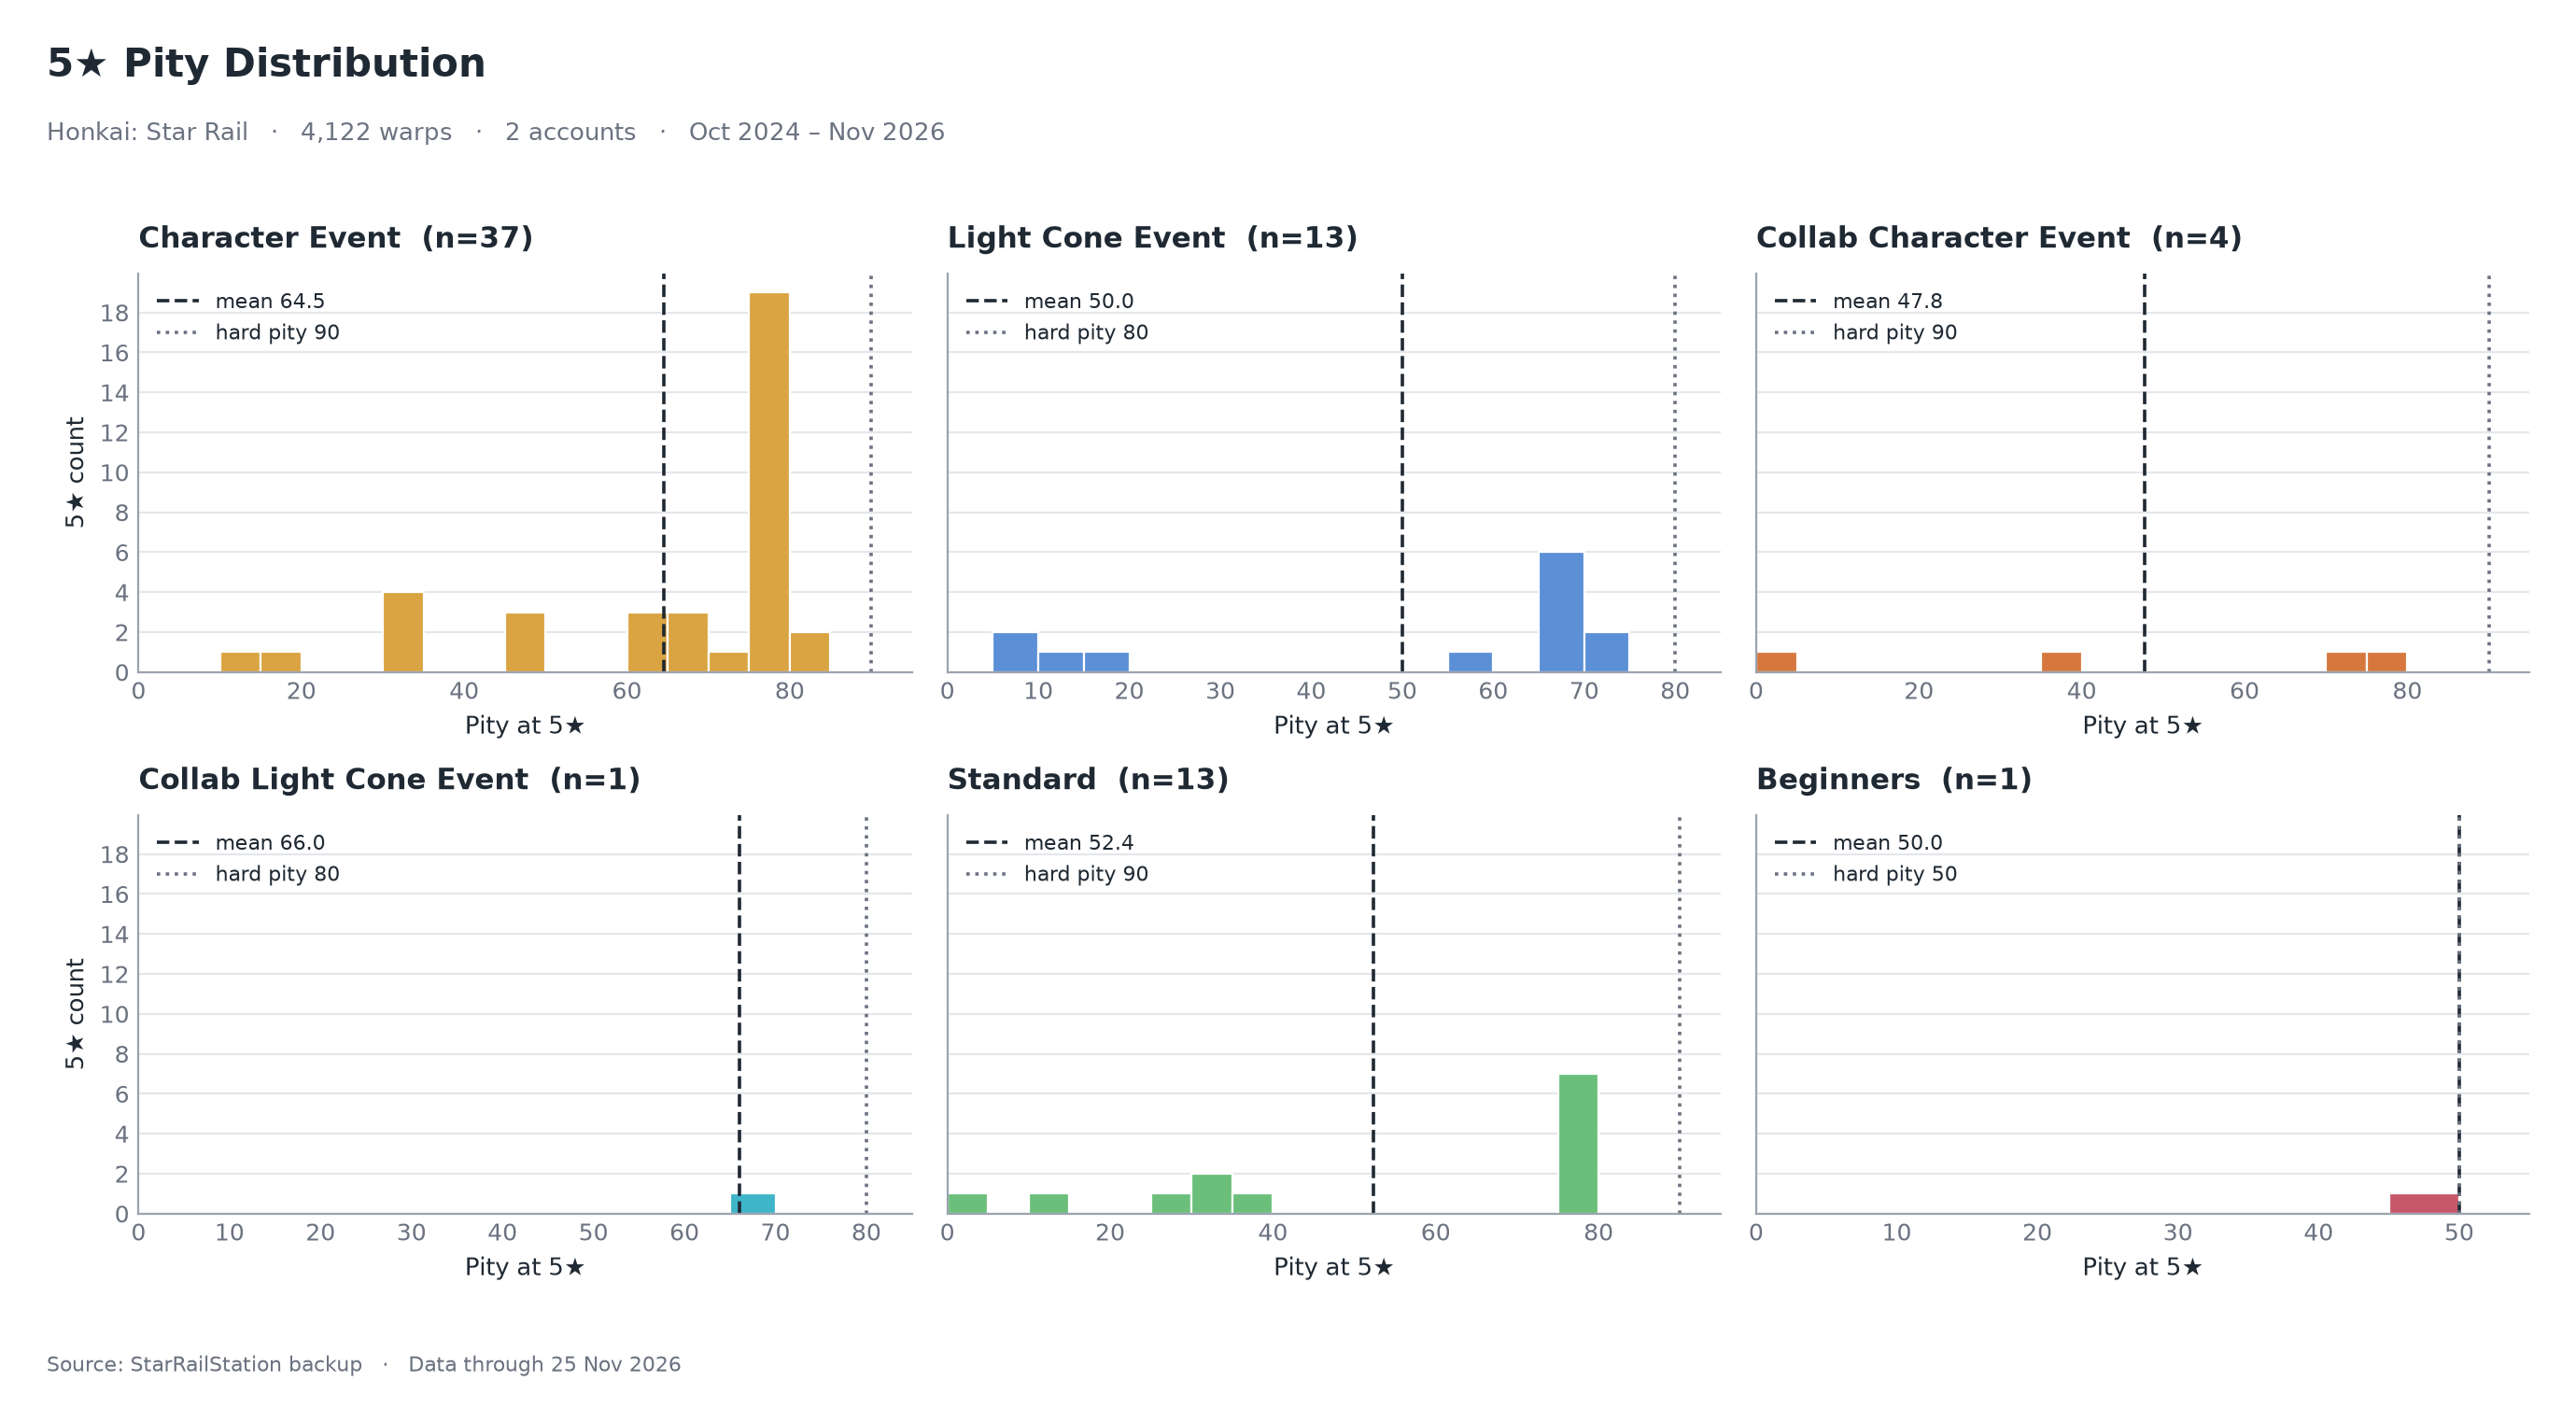 5★ Pity Distribution
Honkai: Star Rail · 4,122 warps · 2 accounts · Oct 2024 – Nov 2026
Character Event (n=37)
mean 64.5
hard pity 90
5★ count
18
16
14
12
10
8
6
4
2
0
0 20 40 60 80
Pity at 5★
Light Cone Event (n=13)
mean 50.0
hard pity 80
0 10 20 30 40 50 60 70 80
Pity at 5★
Collab Character Event (n=4)
mean 47.8
hard pity 90
0 20 40 60 80
Pity at 5★
Collab Light Cone Event (n=1)
mean 66.0
hard pity 80
5★ count
18
16
14
12
10
8
6
4
2
0
0 10 20 30 40 50 60 70 80
Pity at 5★
Standard (n=13)
mean 52.4
hard pity 90
0 20 40 60 80
Pity at 5★
Beginners (n=1)
mean 50.0
hard pity 50
0 10 20 30 40 50
Pity at 5★
Source: StarRailStation backup · Data through 25 Nov 2026